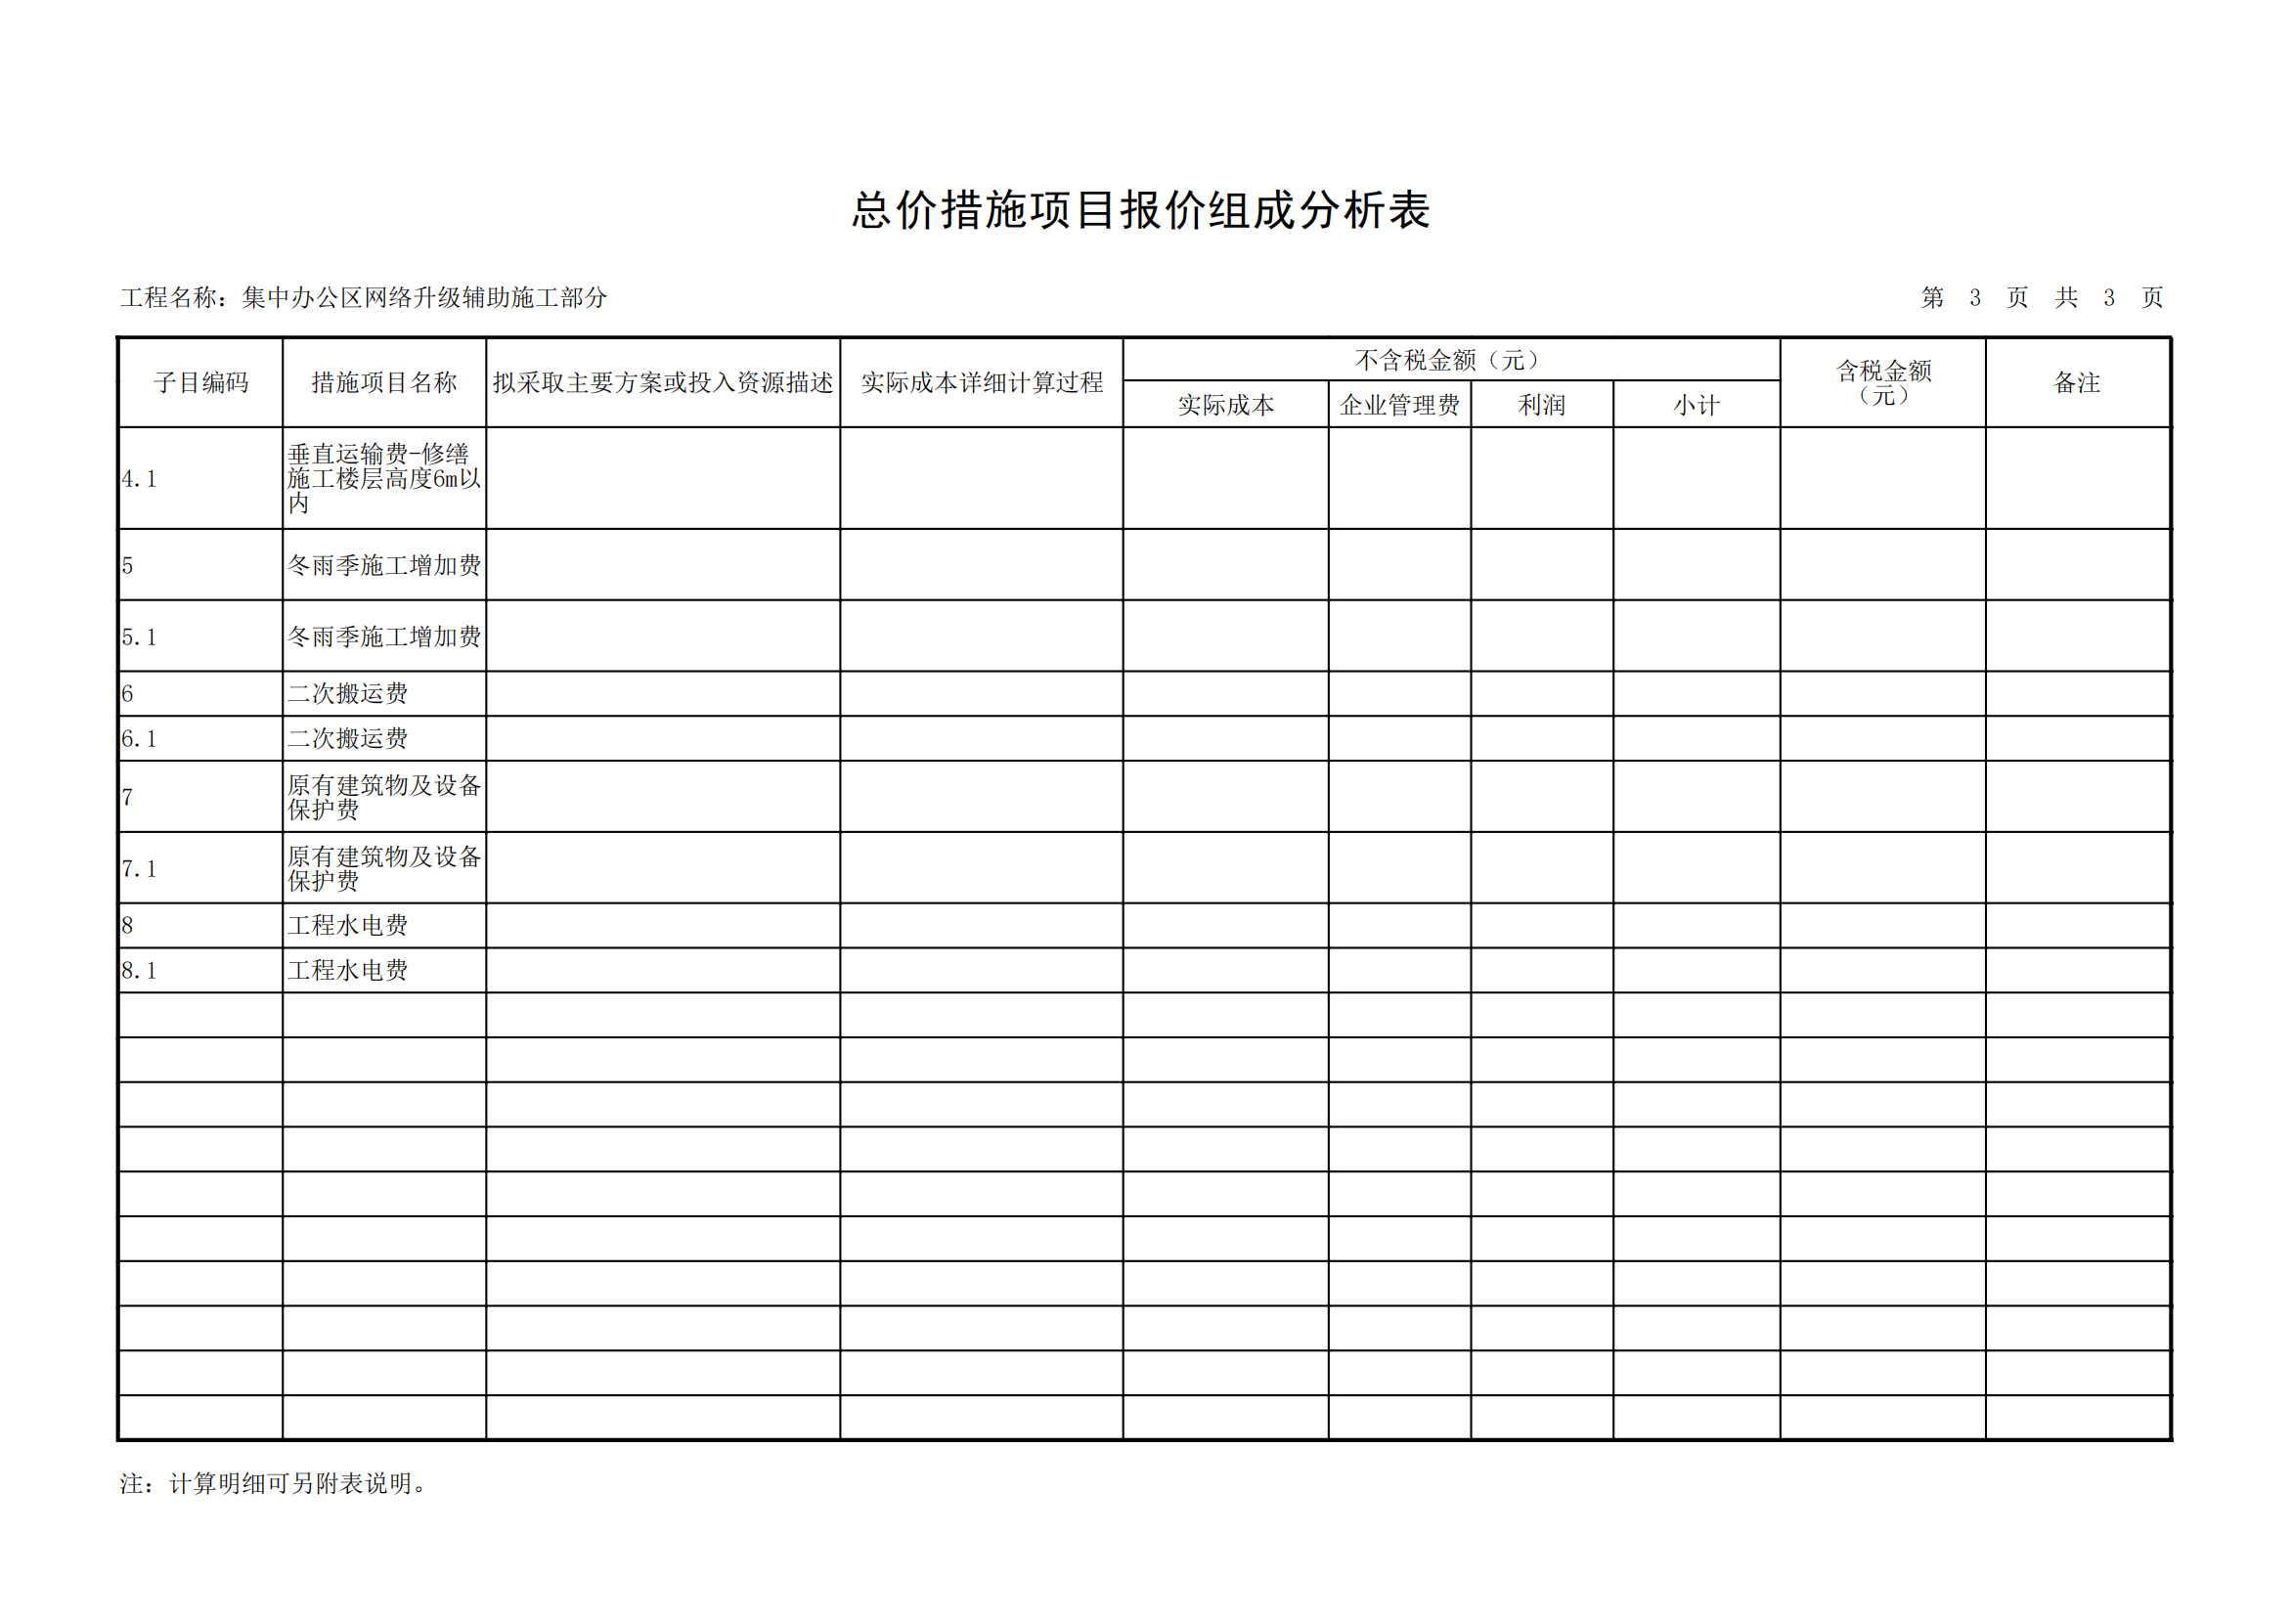 总价措施项目报价组成分析表
工程名称：集中办公区网络升级辅助施工部分
第 3 页 共 3 页
子目编码
措施项目名称
拟采取主要方案或投入资源描述
实际成本详细计算过程
不含税金额（元）
含税金额
（元）
备注
实际成本
企业管理费
利润
小计
4.1
垂直运输费-修缮
施工楼层高度6m以
内
5
冬雨季施工增加费
5.1
冬雨季施工增加费
6
二次搬运费
6.1
二次搬运费
7
原有建筑物及设备
保护费
7.1
原有建筑物及设备
保护费
8
工程水电费
8.1
工程水电费
注：计算明细可另附表说明。